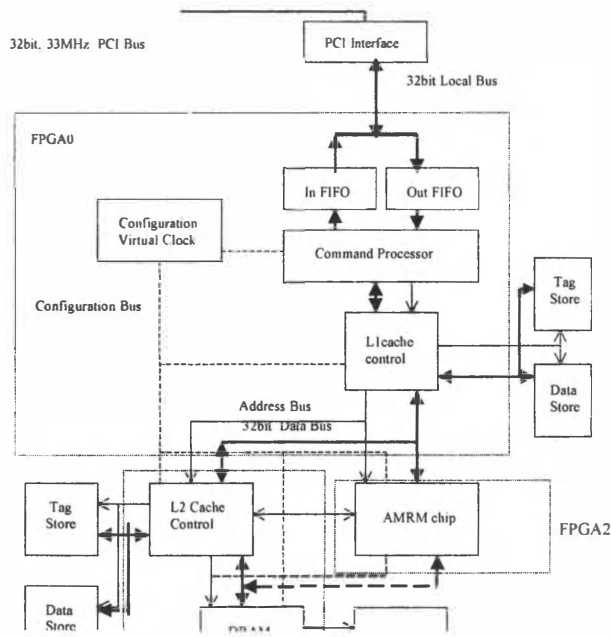 32bit, 33MHz PCI Bus
PCI Interface
32bit Local Bus
FPGA0
In FIFO
Out FIFO
Configuration
Virtual Clock
Command Processor
Configuration Bus
Tag
Store
L1cache
control
Data
Store
Address Bus
32bit Data Bus
Tag
Store
L2 Cache
Control
AMRM chip
FPGA2
Data
Store
DRAM